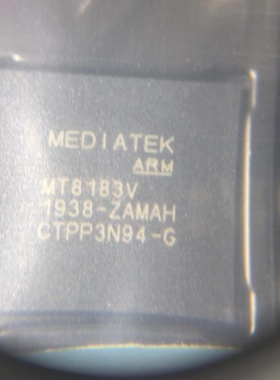 MEDIATEK
ARM
MT8183V
1938-ZAMAH
CTPP3N94-G